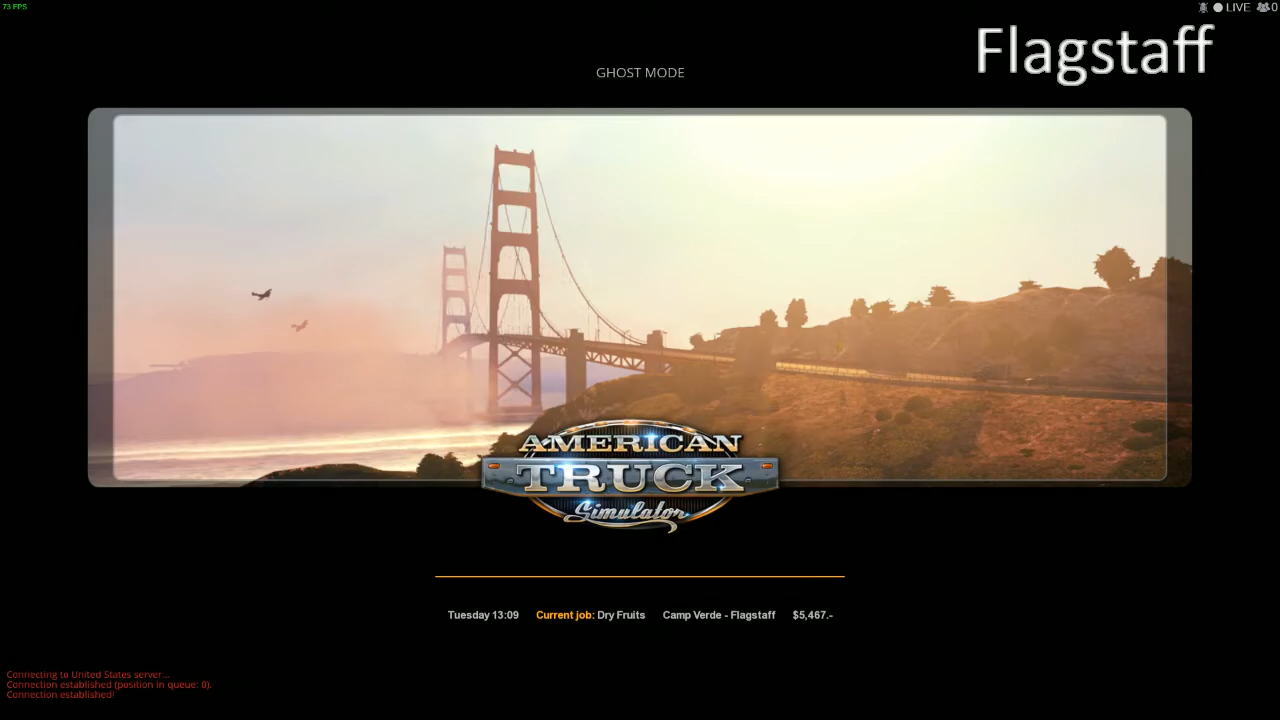 73 FPS
LIVE 0
Flagstaff
GHOST MODE
AMERICAN
TRUCK
Simulator
Tuesday 13:09 Current job: Dry Fruits Camp Verde - Flagstaff $5,467.-
Connecting to United States server...
Connection established (position in queue: 0).
Connection established!